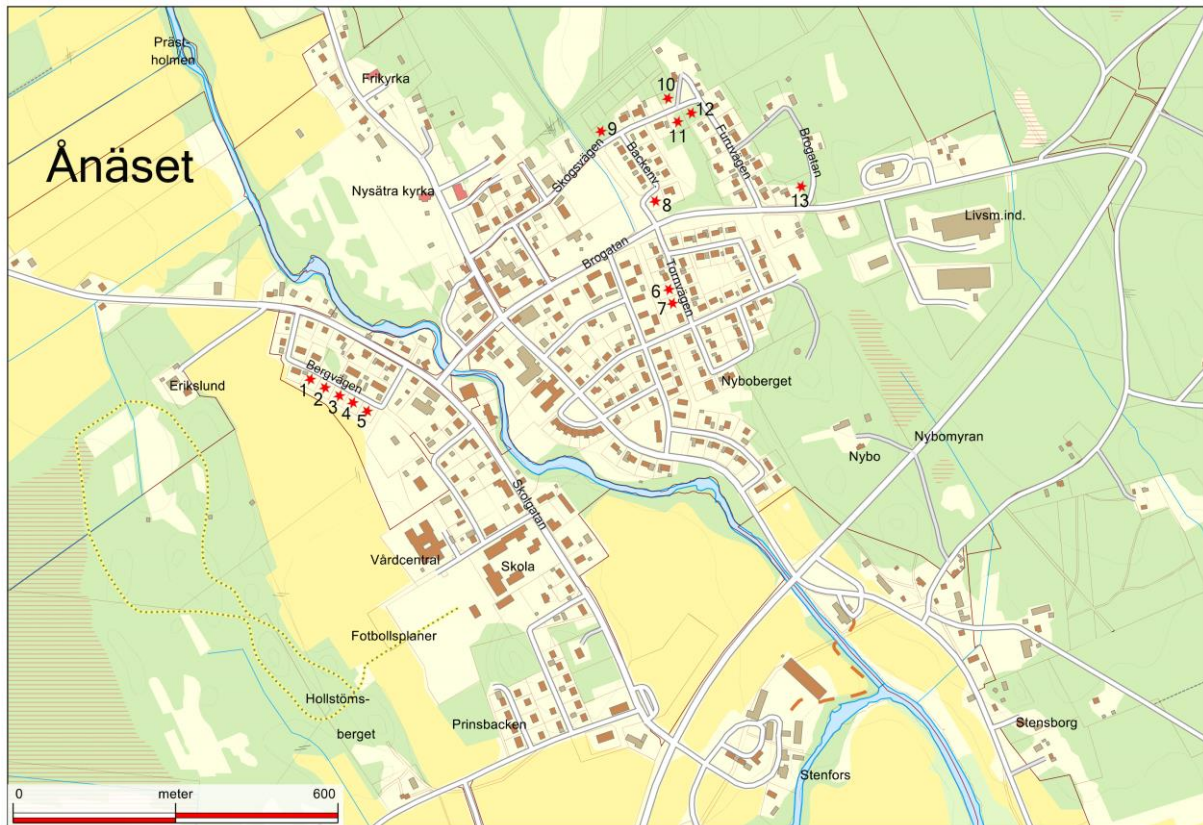 Präst-
holmen
Frikyrka
Ånäset
Nysätra kyrka
10
12
9
11
Skogsvägen
Backenv.
Furuvägen
Brogatan
8
13
Livsm.ind.
Brogatan
Tornvägen
6
7
Bergvägen
Erikslund
1
2
3
4
5
Nyboberget
Nybomyran
Nybo
Skolgatan
Vårdcentral
Skola
Fotbollsplaner
Hollstöms-
berget
Prinsbacken
Stensborg
Stenfors
0 meter 600